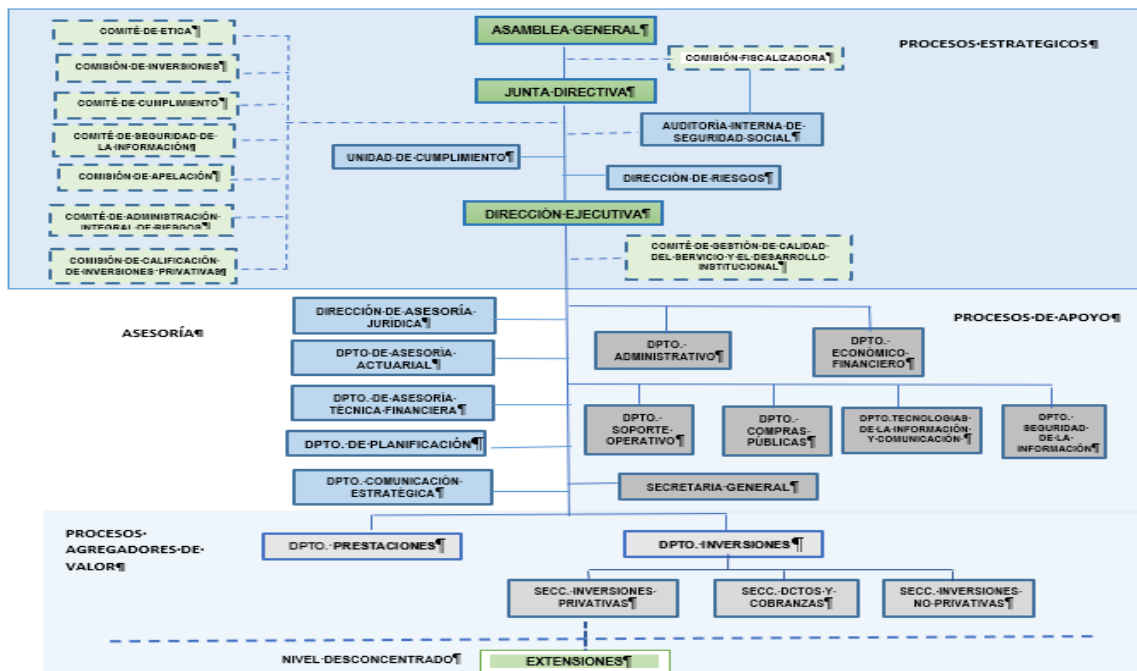 COMITÉ·DE·ETICA¶
ASAMBLEA·GENERAL¶
PROCESOS·ESTRATEGICOS¶
COMISIÓN·FISCALIZADORA¶
COMISIÓN·DE·INVERSIONES¶
JUNTA·DIRECTIVA¶
COMITÉ·DE·CUMPLIMIENTO¶
AUDITORÍA·INTERNA·DE·
SEGURIDAD·SOCIAL¶
COMITÉ·DE·SEGURIDAD·DE·
LA·INFORMACIÓN¶
UNIDAD·DE·CUMPLIMIENTO¶
COMISIÓN·DE·APELACIÓN¶
DIRECCIÓN·DE·RIESGOS¶
COMITÉ·DE·ADMINISTRACIÓN·
INTEGRAL·DE·RIESGOS¶
DIRECCIÓN·EJECUTIVA¶
COMISIÓN·DE·CALIFICACIÓN·
DE·INVERSIONES·PRIVATIVAS¶
COMITÉ·DE·GESTIÓN·DE·CALIDAD·
DEL·SERVICIO·Y·EL·DESARROLLO·
INSTITUCIONAL¶
ASESORÍA¶
PROCESOS·DE·APOYO¶
DIRECCIÓN·DE·ASESORÍA·
JURÍDICA¶
DPTO.·
ADMINISTRATIVO¶
DPTO.·
ECONÓMICO-
FINANCIERO¶
DPTO·DE·ASESORÍA·
ACTUARIAL¶
DPTO.·DE·ASESORÍA·
TÉCNICA·FINANCIERA¶
DPTO.·
SOPORTE·
OPERATIVO¶
DPTO.·
COMPRAS·
PÚBLICAS¶
DPTO.TECNOLOGIAS·
DE·LA·INFORMACIÓN·
Y·COMUNICACIÓN·¶
DPTO.·
SEGURIDAD·
DE·LA·
INFORMACIÓN¶
DPTO.·DE·PLANIFICACIÓN¶
DPTO.·COMUNICACIÓN·
ESTRATÉGICA¶
SECRETARIA·GENERAL¶
PROCESOS·
AGREGADORES·DE·
VALOR¶
DPTO.·PRESTACIONES¶
DPTO.·INVERSIONES¶
SECC.·INVERSIONES·
PRIVATIVAS¶
SECC.·DCTOS·Y·
COBRANZAS¶
SECC.·INVERSIONES·
NO·PRIVATIVAS¶
NIVEL·DESCONCENTRADO¶
EXTENSIONES¶